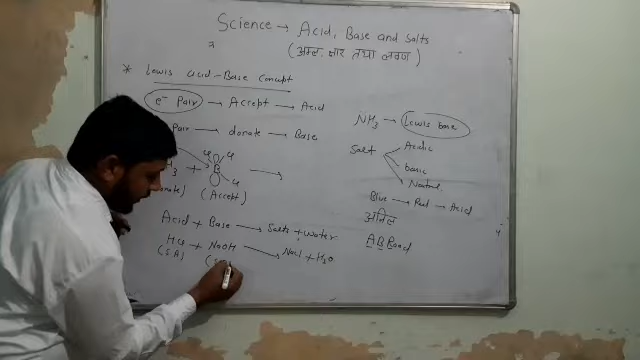 Science → Acid, Base and Salts
(अम्ल, क्षार तथा लवण)
* Lewis acid-Base Concept
e⁻ Pair → Accept → Acid
Pair → donate → Base
+ B →
(Accept)
Acid + Base → Salts + Water
HCl + NaOH → NaCl + H₂O
(S.A)
NH₃ → Lewis base
Salt
Acidic
basic
Neutral
Blue → Red → Acid
ABRoad